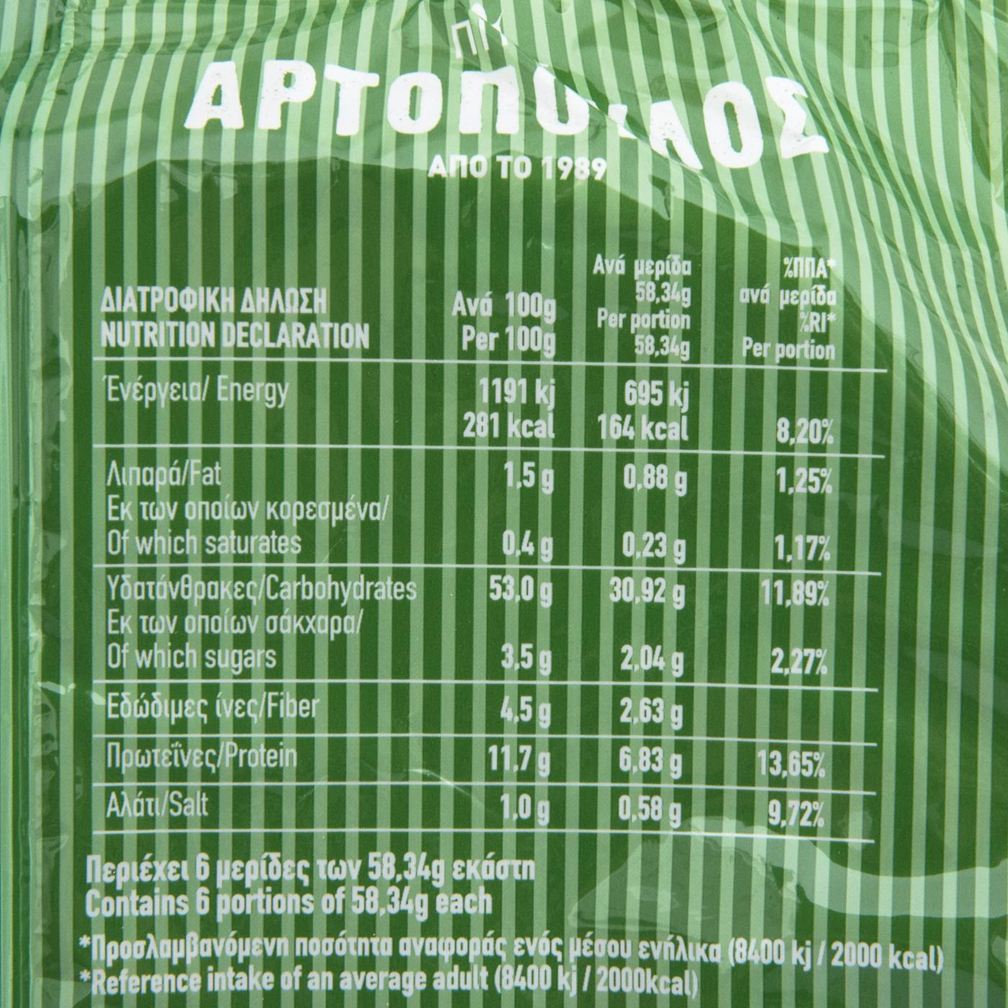 ΑΡΤΟΠΟΥΛΟΣ
ΑΠΟ ΤΟ 1989
ΔΙΑΤΡΟΦΙΚΗ ΔΗΛΩΣΗ
NUTRITION DECLARATION
Ανά 100g
Per 100g
Ανά μερίδα
58,34g
Per portion
58,34g
%ΠΠΑ*
ανά μερίδα
%RI*
Per portion
Ένέργεια/ Energy 1191 kj 695 kj
281 kcal 164 kcal 8,20%
Λιπαρά/Fat 1,5 g 0,88 g 1,25%
Εκ των οποίων κορεσμένα/
Of which saturates 0,4 g 0,23 g 1,17%
Υδατάνθρακες/Carbohydrates 53,0 g 30,92 g 11,89%
Εκ των οποίων σάκχαρα/
Of which sugars 3,5 g 2,04 g 2,27%
Εδώδιμες ίνες/Fiber 4,5 g 2,63 g
Πρωτεΐνες/Protein 11,7 g 6,83 g 13,65%
Αλάτι/Salt 1,0 g 0,58 g 9,72%
Περιέχει 6 μερίδες των 58,34g εκάστη
Contains 6 portions of 58,34g each
*Προσλαμβανόμενη ποσότητα αναφοράς ενός μέσου ενήλικα (8400 kj / 2000 kcal)
*Reference intake of an average adult (8400 kj / 2000kcal)